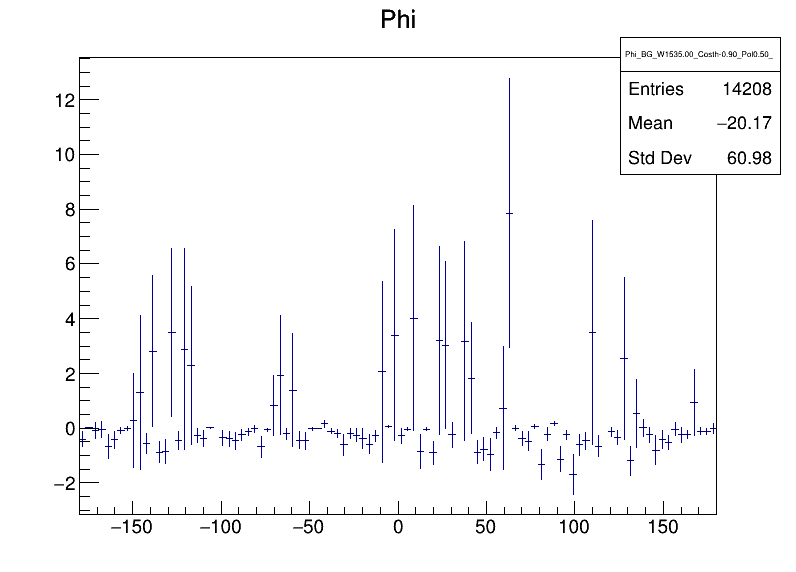 Phi
Phi_BG_W1535.00_Costh-0.90_Pol0.50_
Entries 14208
Mean −20.17
Std Dev 60.98
12
10
8
6
4
2
0
−2
−150 −100 −50 0 50 100 150